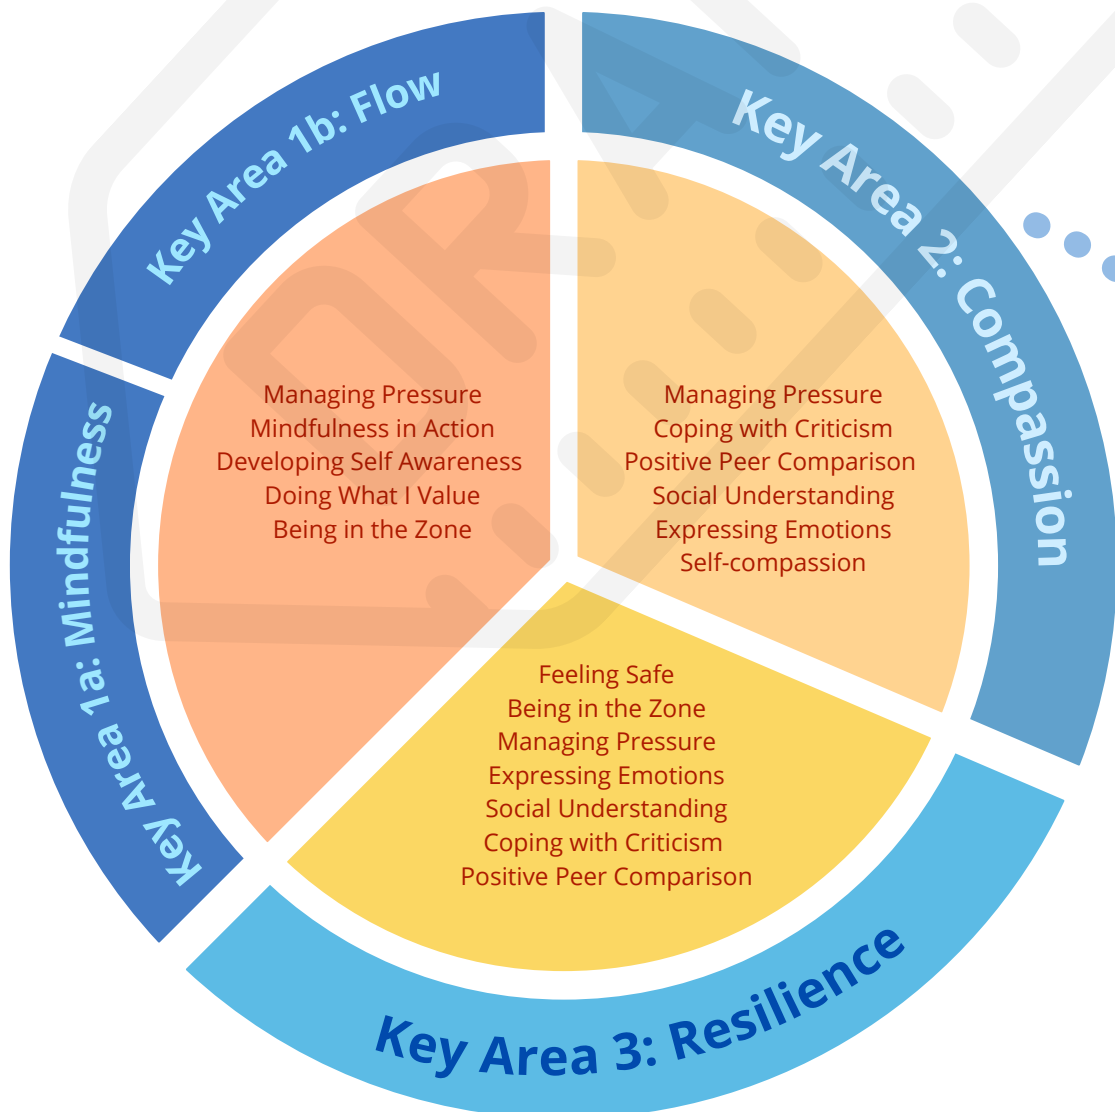 Key Area 1b: Flow
Key Area 2: Compassion
Key Area 1a: Mindfulness
Managing Pressure
Mindfulness in Action
Developing Self Awareness
Doing What I Value
Being in the Zone
Managing Pressure
Coping with Criticism
Positive Peer Comparison
Social Understanding
Expressing Emotions
Self-compassion
Feeling Safe
Being in the Zone
Managing Pressure
Expressing Emotions
Social Understanding
Coping with Criticism
Positive Peer Comparison
Key Area 3: Resilience